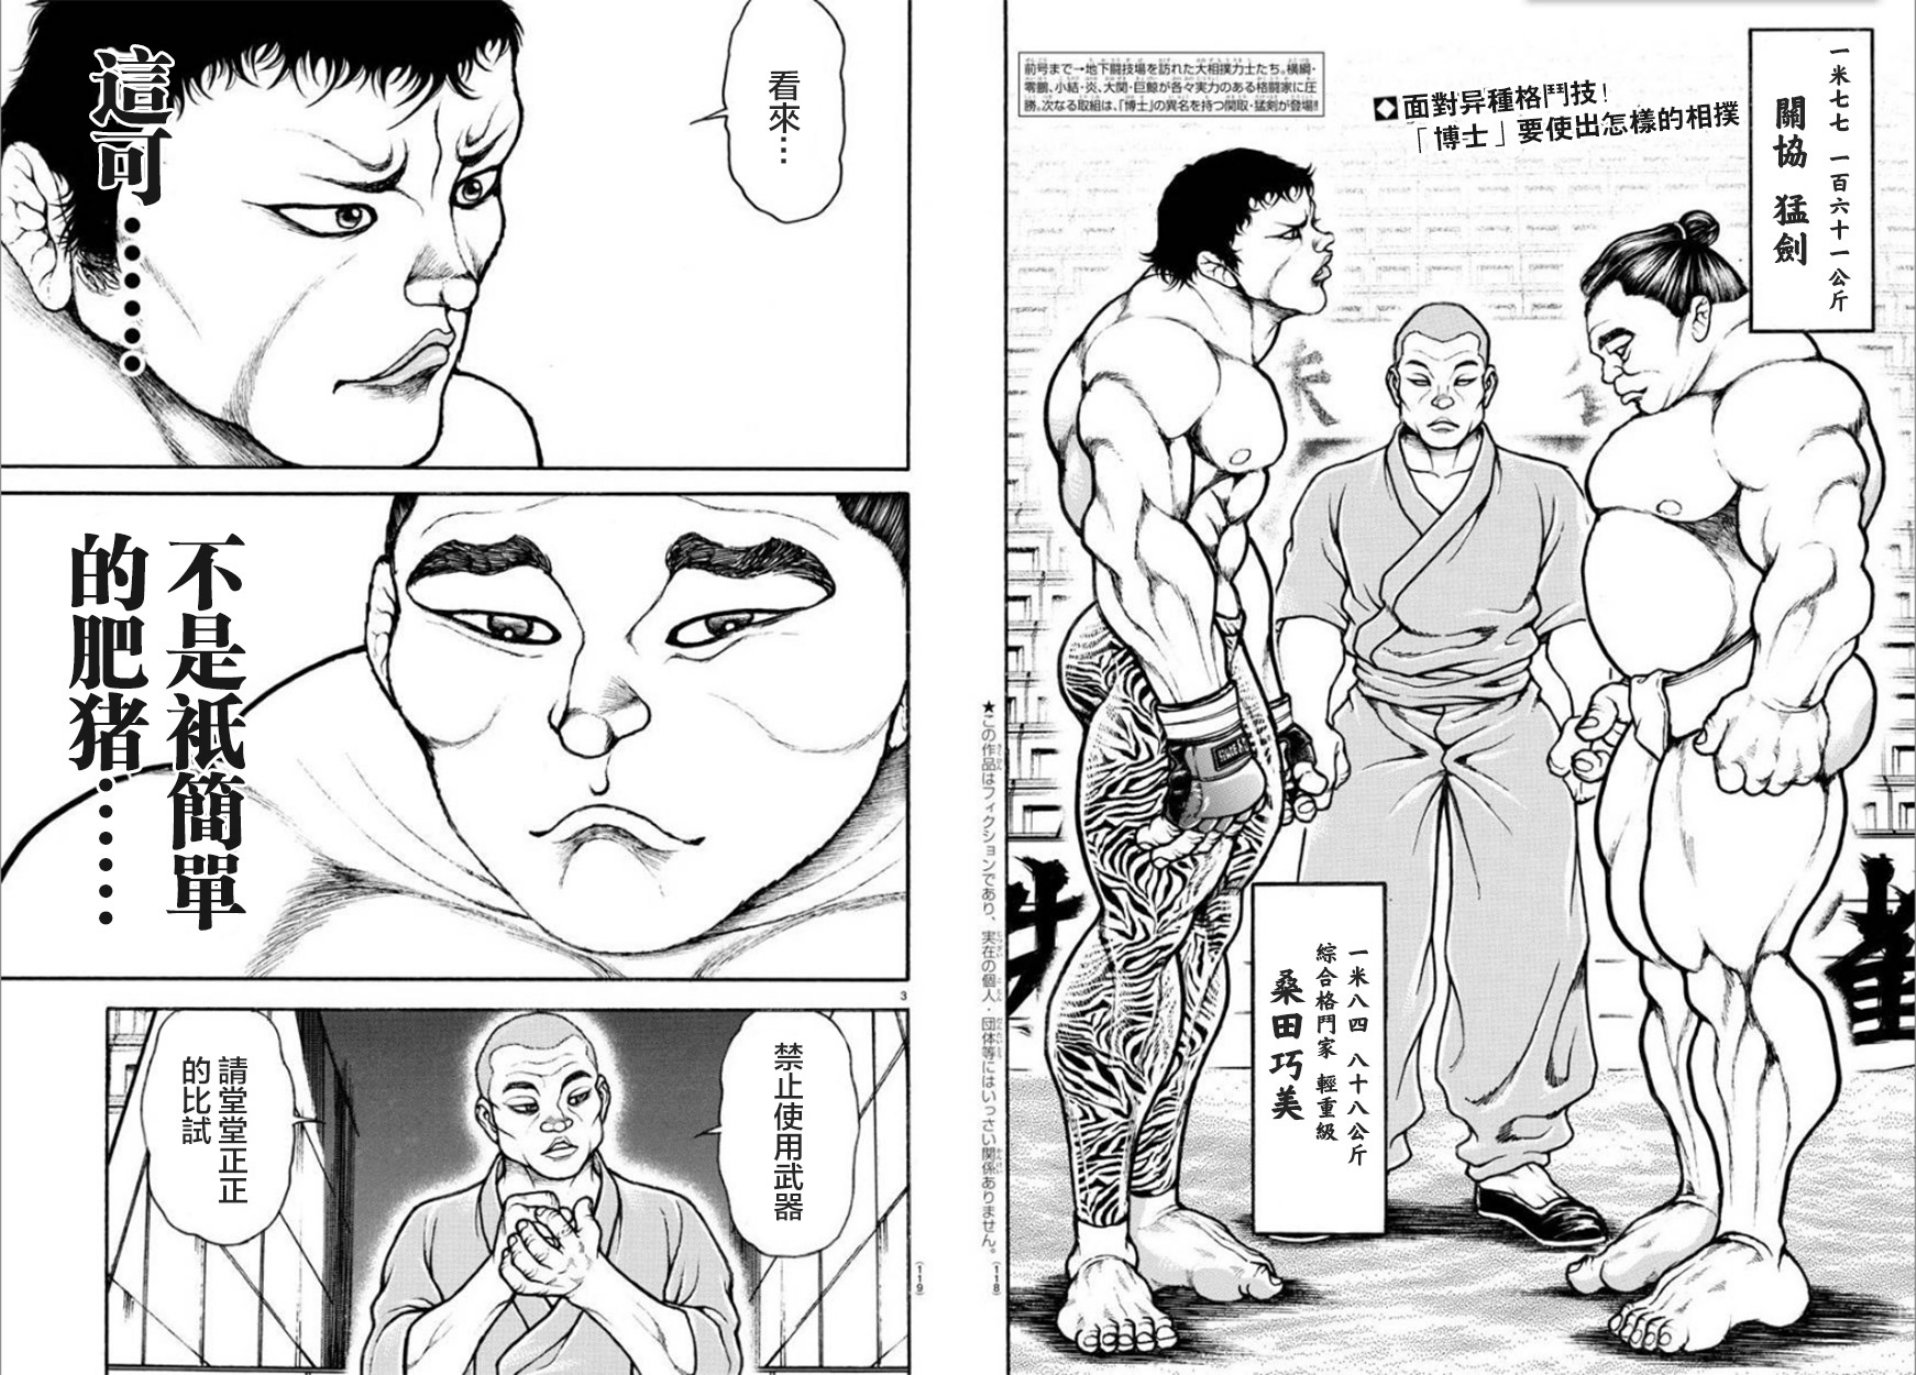 一米七七 一百六十一公斤
關協 猛劍
◆面對异種格鬥技！
「博士」要使出怎樣的相撲
前号まで→地下闘技場を訪れた大相撲力士たち。横綱・
零鵬、小結・炎、大関・巨鯨が各々実力のある格闘家に圧
勝。次なる取組は、「博士」の異名を持つ関取・猛剣が登場!!
一米八四 八十八公斤
綜合格鬥家 輕重級
桑田巧美
★この作品はフィクションであり、実在の個人・団体等にはいっさい関係ありません。
(118)
看來…
這可……
不是祇簡單
的肥猪……
3
禁止使用武器
請堂堂正正
的比試
(119)